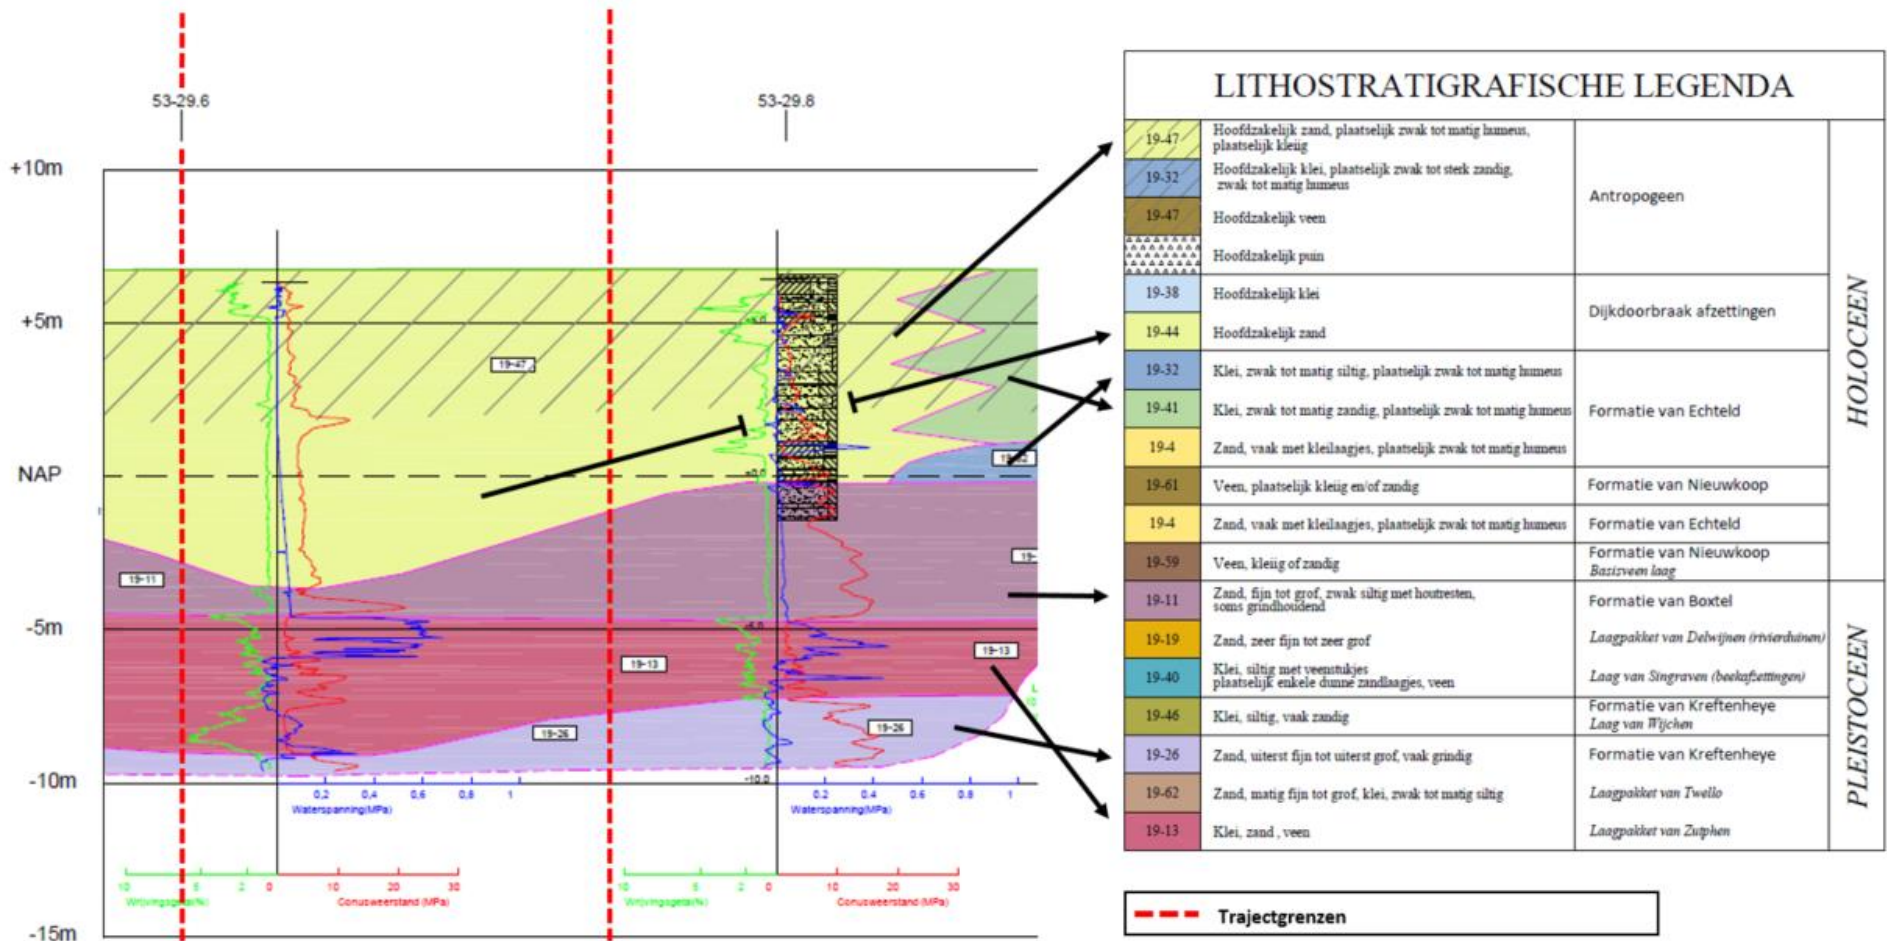 53-29.6
53-29.8
+10m
+5m
NAP
-5m
-10m
-15m
19-47
19-11
19-13
19-13
19-26
19-26
19-
+0,0
-10.0
0,2 0,4 0,6 0,8 1
Waterspanning(MPa)
0.2 0.4 0.6 0.8 1
Waterspanning(MPa)
10 5 2 0 10 20 30
Wrijvingsgetal(%) Conusweerstand (MPa)
10 5 2 0 10 20 30
Wrijvingsgetal(%) Conusweerstand (MPa)
LITHOSTRATIGRAFISCHE LEGENDA
19-47 Hoofdzakelijk zand, plaatselijk zwak tot matig humeus,
plaatselijk kleiig
19-32 Hoofdzakelijk klei, plaatselijk zwak tot sterk zandig,
zwak tot matig humeus
Antropogeen
19-47 Hoofdzakelijk veen
Hoofdzakelijk puin
19-38 Hoofdzakelijk klei
Dijkdoorbraak afzettingen
19-44 Hoofdzakelijk zand
19-32 Klei, zwak tot matig siltig, plaatselijk zwak tot matig humeus
19-41 Klei, zwak tot matig zandig, plaatselijk zwak tot matig humeus Formatie van Echteld
19-4 Zand, vaak met kleilaagjes, plaatselijk zwak tot matig humeus
19-61 Veen, plaatselijk kleiig en/of zandig Formatie van Nieuwkoop
19-4 Zand, vaak met kleilaagjes, plaatselijk zwak tot matig humeus Formatie van Echteld
19-59 Veen, kleiig of zandig Formatie van Nieuwkoop
Basisveen laag
HOLOCEEN
19-11 Zand, fijn tot grof, zwak siltig met houtresten,
soms grindhoudend Formatie van Boxtel
19-19 Zand, zeer fijn tot zeer grof Laagpakket van Delwijnen (rivierduinen)
19-40 Klei, siltig met veenstukjes
plaatselijk enkele dunne zandlaagjes, veen Laag van Singraven (beekafzettingen)
19-46 Klei, siltig, vaak zandig Formatie van Kreftenheye
Laag van Wijchen
19-26 Zand, uiterst fijn tot uiterst grof, vaak grindig Formatie van Kreftenheye
19-62 Zand, matig fijn tot grof, klei, zwak tot matig siltig Laagpakket van Twello
19-13 Klei, zand , veen Laagpakket van Zutphen
PLEISTOCEEN
Trajectgrenzen